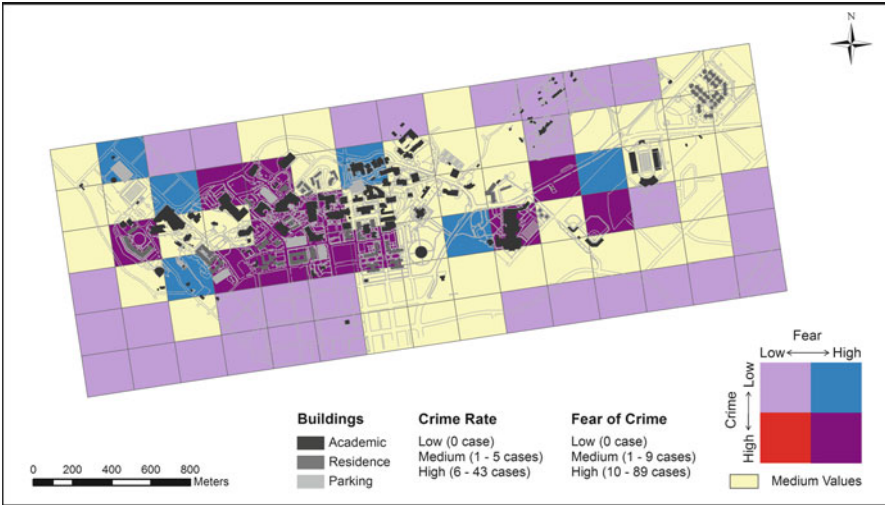 N
Fear
Low High
Crime
Low
High
Buildings
Academic
Residence
Parking
Crime Rate
Low (0 case)
Medium (1 - 5 cases)
High (6 - 43 cases)
Fear of Crime
Low (0 case)
Medium (1 - 9 cases)
High (10 - 89 cases)
Medium Values
0 200 400 600 800
Meters